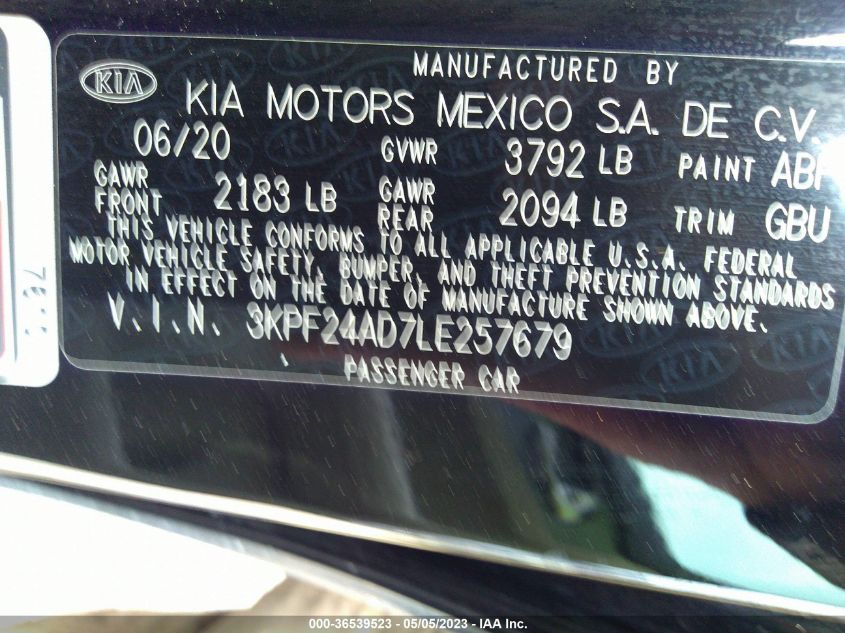 MANUFACTURED BY
KIA
KIA MOTORS MEXICO S.A. DE C.V
06/20 GVWR 3792 LB PAINT
GAWR FRONT 2183 LB GAWR REAR 2094 LB TRIM GBU
THIS VEHICLE CONFORMS TO ALL APPLICABLE U.S.A. FEDERAL
MOTOR VEHICLE SAFETY, BUMPER, AND THEFT PREVENTION STANDARDS
IN EFFECT ON THE DATE OF MANUFACTURE SHOWN ABOVE.
V.I.N. 3KPF24AD7LE257679
PASSENGER CAR
000-36539523 - 05/05/2023 - IAA Inc.